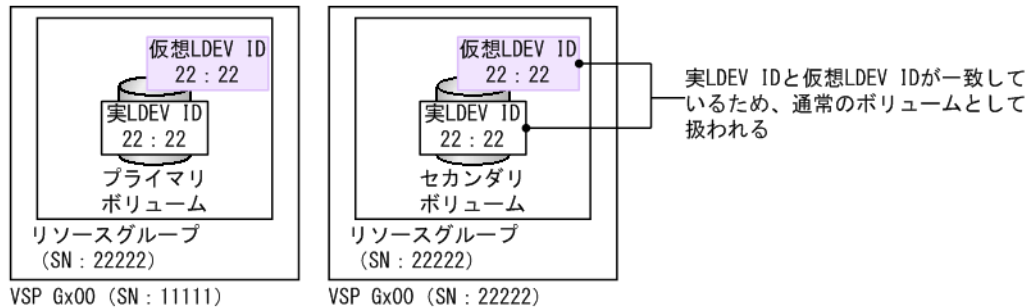 仮想LDEV ID
22：22
実LDEV ID
22：22
プライマリ
ボリューム
リソースグループ
（SN：22222）
VSP Gx00（SN：11111）
仮想LDEV ID
22：22
実LDEV ID
22：22
セカンダリ
ボリューム
リソースグループ
（SN：22222）
VSP Gx00（SN：22222）
実LDEV IDと仮想LDEV IDが一致して
いるため、通常のボリュームとして
扱われる